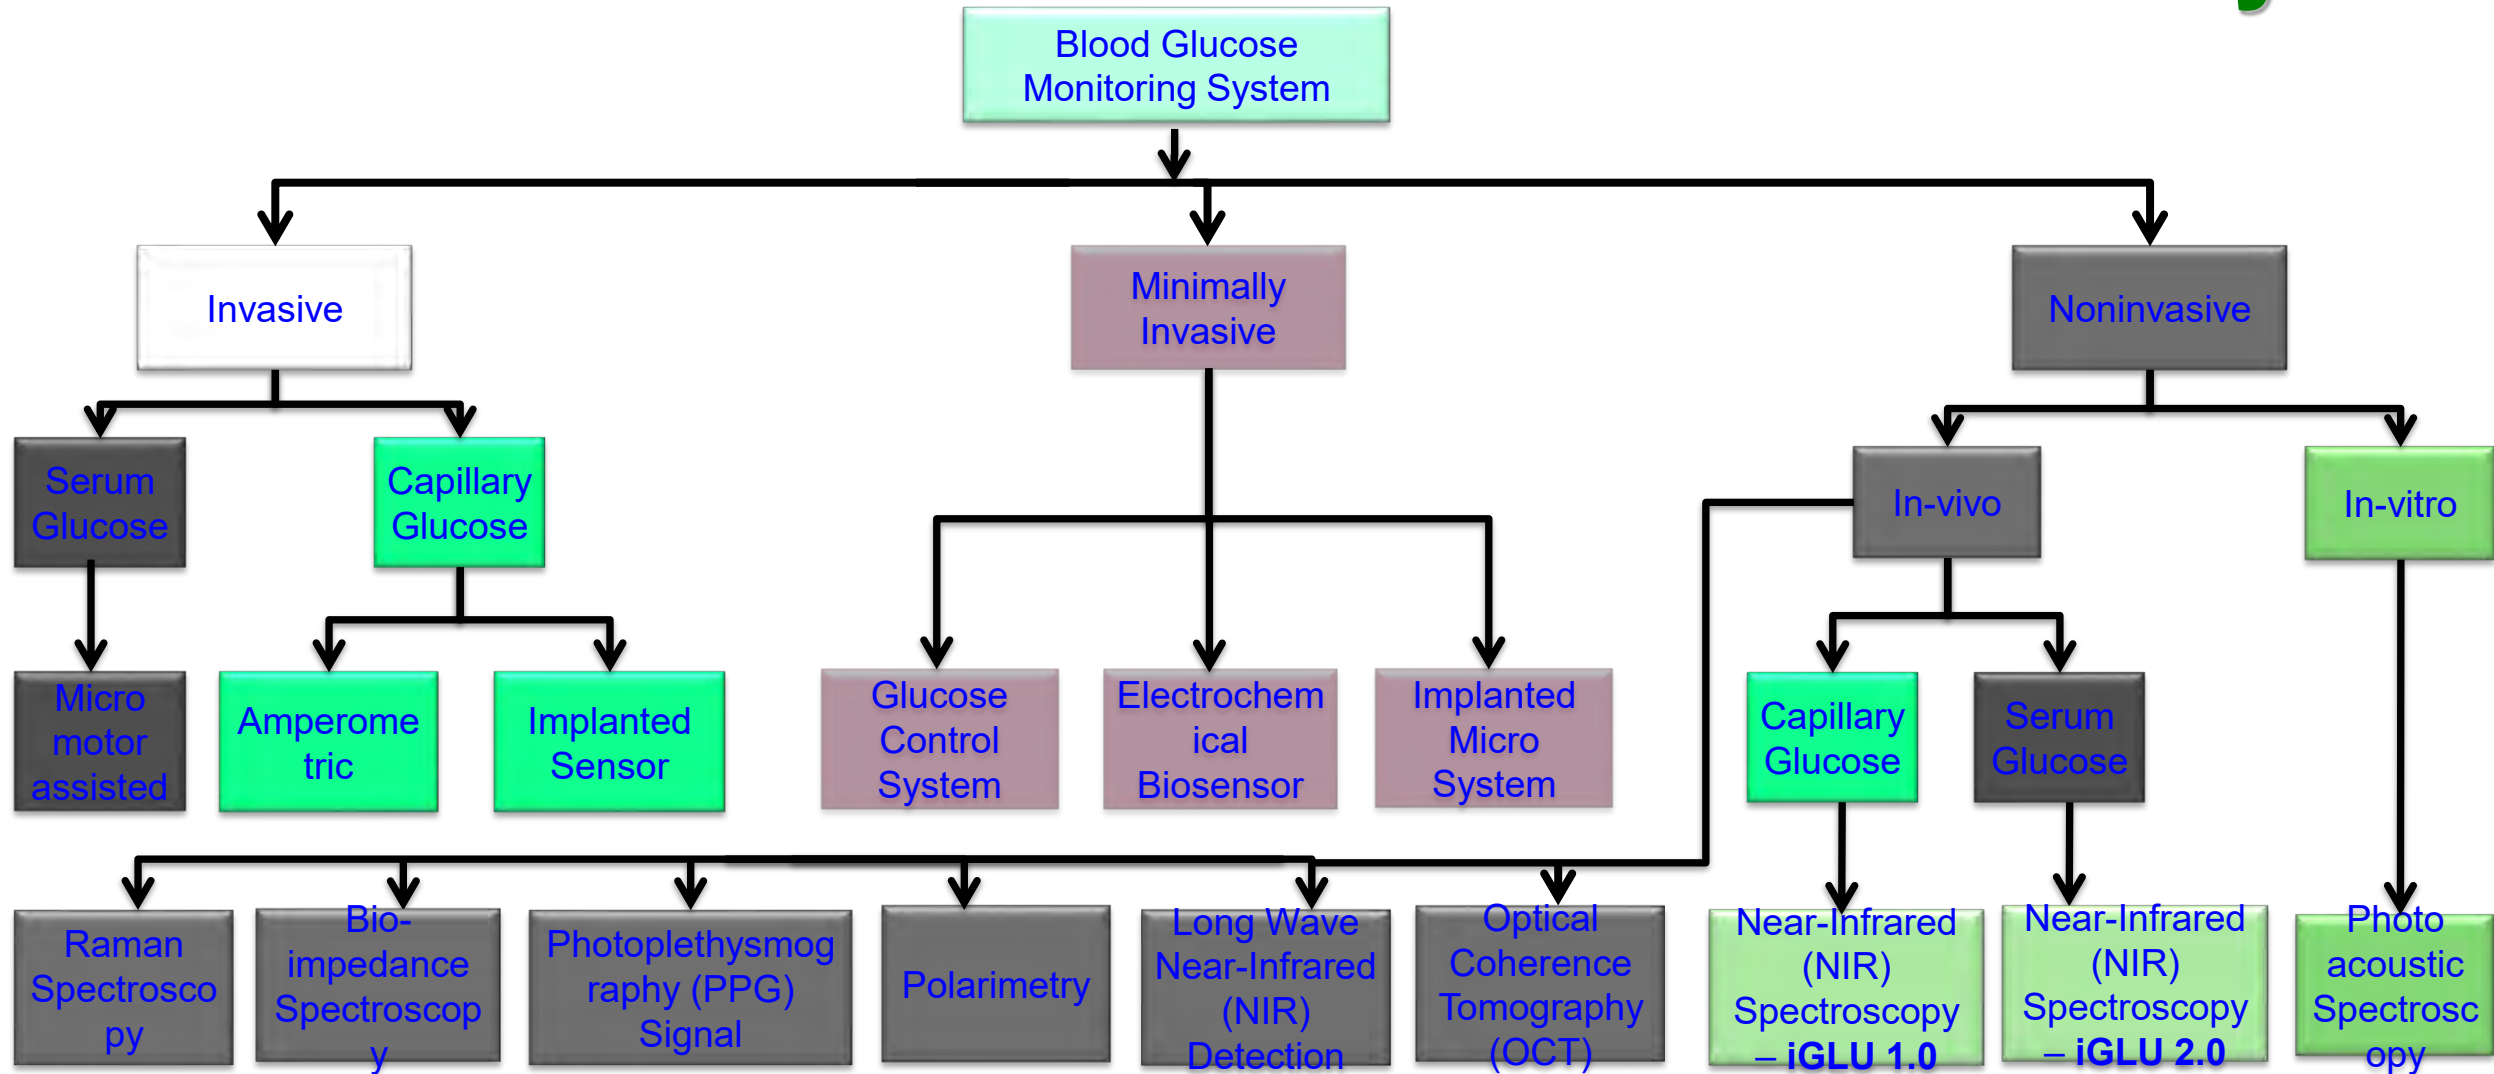 Blood Glucose
Monitoring System
Invasive
Minimally
Invasive
Noninvasive
Serum
Glucose
Capillary
Glucose
In-vivo
In-vitro
Micro
motor
assisted
Amperome
tric
Implanted
Sensor
Glucose
Control
System
Electrochem
ical
Biosensor
Implanted
Micro
System
Capillary
Glucose
Serum
Glucose
Raman
Spectrosco
py
Bio-
impedance
Spectroscop
y
Photoplethysmog
raphy (PPG)
Signal
Polarimetry
Long Wave
Near-Infrared
(NIR)
Detection
Optical
Coherence
Tomography
(OCT)
Near-Infrared
(NIR)
Spectroscopy
– iGLU 1.0
Near-Infrared
(NIR)
Spectroscopy
– iGLU 2.0
Photo
acoustic
Spectrosc
opy